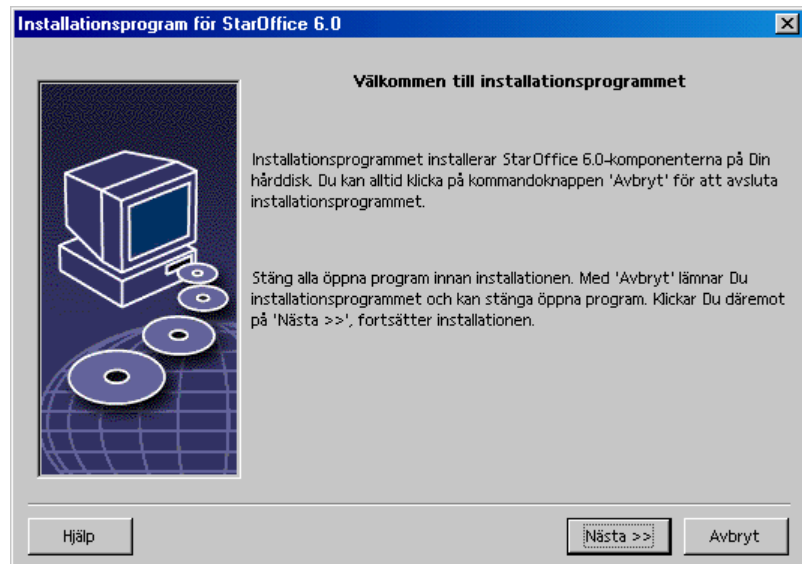 Installationsprogram för StarOffice 6.0
Välkommen till installationsprogrammet
Installationsprogrammet installerar StarOffice 6.0-komponenterna på Din
hårddisk. Du kan alltid klicka på kommandoknappen 'Avbryt' för att avsluta
installationsprogrammet.
Stäng alla öppna program innan installationen. Med 'Avbryt' lämnar Du
installationsprogrammet och kan stänga öppna program. Klickar Du däremot
på 'Nästa >>', fortsätter installationen.
Hjälp
Nästa >>
Avbryt